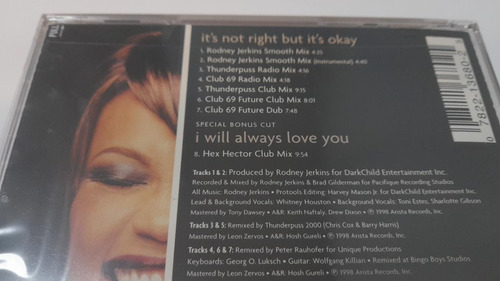 it's not right but it's okay
1. Rodney Jerkins Smooth Mix 4:25
2. Rodney Jerkins Smooth Mix (Instrumental) 4:40
3. Thunderpuss Radio Mix 4:16
4. Club 69 Radio Mix 4:18
5. Thunderpuss Club Mix 9:15
6. Club 69 Future Club Mix 8:01
7. Club 69 Future Dub 7:48
SPECIAL BONUS CUT
i will always love you
8. Hex Hector Club Mix 9:54
Tracks 1 & 2: Produced by Rodney Jerkins for DarkChild Entertainment Inc.
Recorded & Mixed by Rodney Jerkins & Brad Gilderman for Pacifique Recording Studios
All Music: Rodney Jerkins • Protools Editing: Harvey Mason Jr. for DarkChild Entertainment Inc.
Lead & Background Vocals: Whitney Houston • Background Vocals: Toni Estes, Sharlotte Gibson
Mastered by Tony Dawsey • A&R: Keith Naftaly, Drew Dixon • ℗ 1998 Arista Records, Inc.
Tracks 3 & 5: Remixed by Thunderpuss 2000 (Chris Cox & Barry Harris)
Mastered by Leon Zervos • A&R: Hosh Gureli • ℗ 1998 Arista Records, Inc.
Tracks 4, 6 & 7: Remixed by Peter Rauhofer for Unique Productions
Keyboards: Georg O. Luksch • Guitar: Wolfgang Killian • Remixed at Bingo Boys Studios
Mastered by Leon Zervos • A&R: Hosh Gureli • ℗ 1998 Arista Records, Inc.